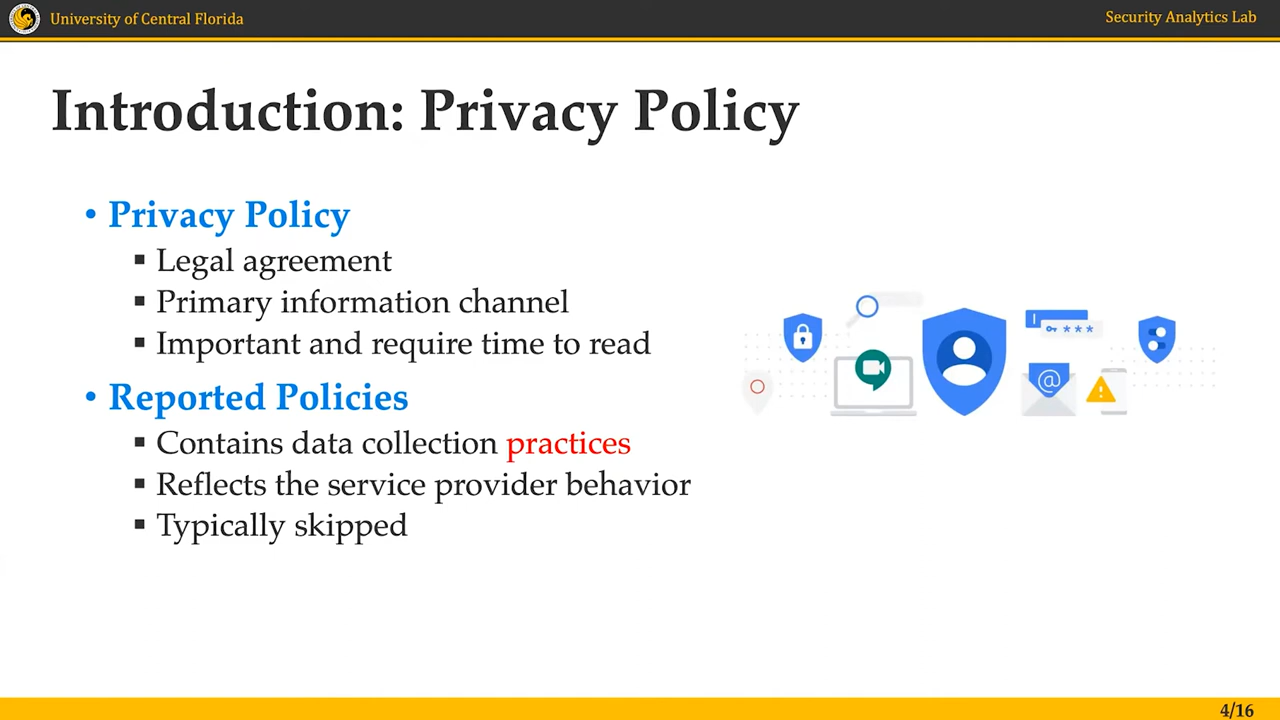 University of Central Florida
Security Analytics Lab
Introduction: Privacy Policy
• Privacy Policy
▪ Legal agreement
▪ Primary information channel
▪ Important and require time to read
• Reported Policies
▪ Contains data collection practices
▪ Reflects the service provider behavior
▪ Typically skipped
***
@
4/16